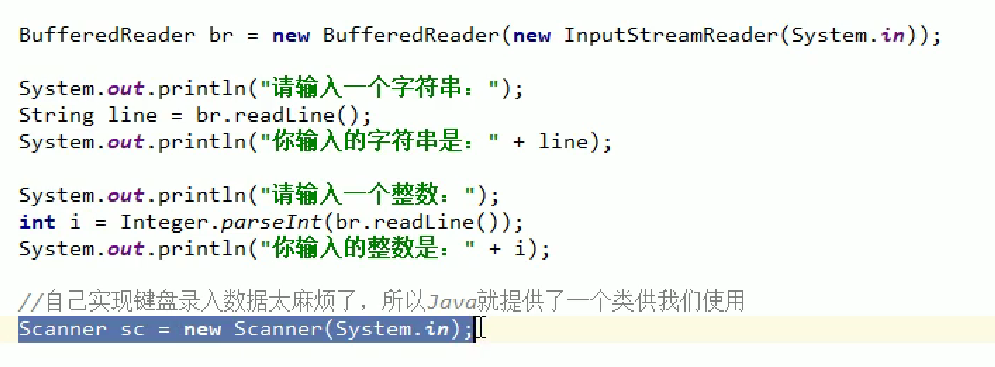 BufferedReader br = new BufferedReader(new InputStreamReader(System.in));
System.out.println("请输入一个字符串：");
String line = br.readLine();
System.out.println("你输入的字符串是：" + line);
System.out.println("请输入一个整数：");
int i = Integer.parseInt(br.readLine());
System.out.println("你输入的整数是：" + i);
//自己实现键盘录入数据太麻烦了，所以Java就提供了一个类供我们使用
Scanner sc = new Scanner(System.in);